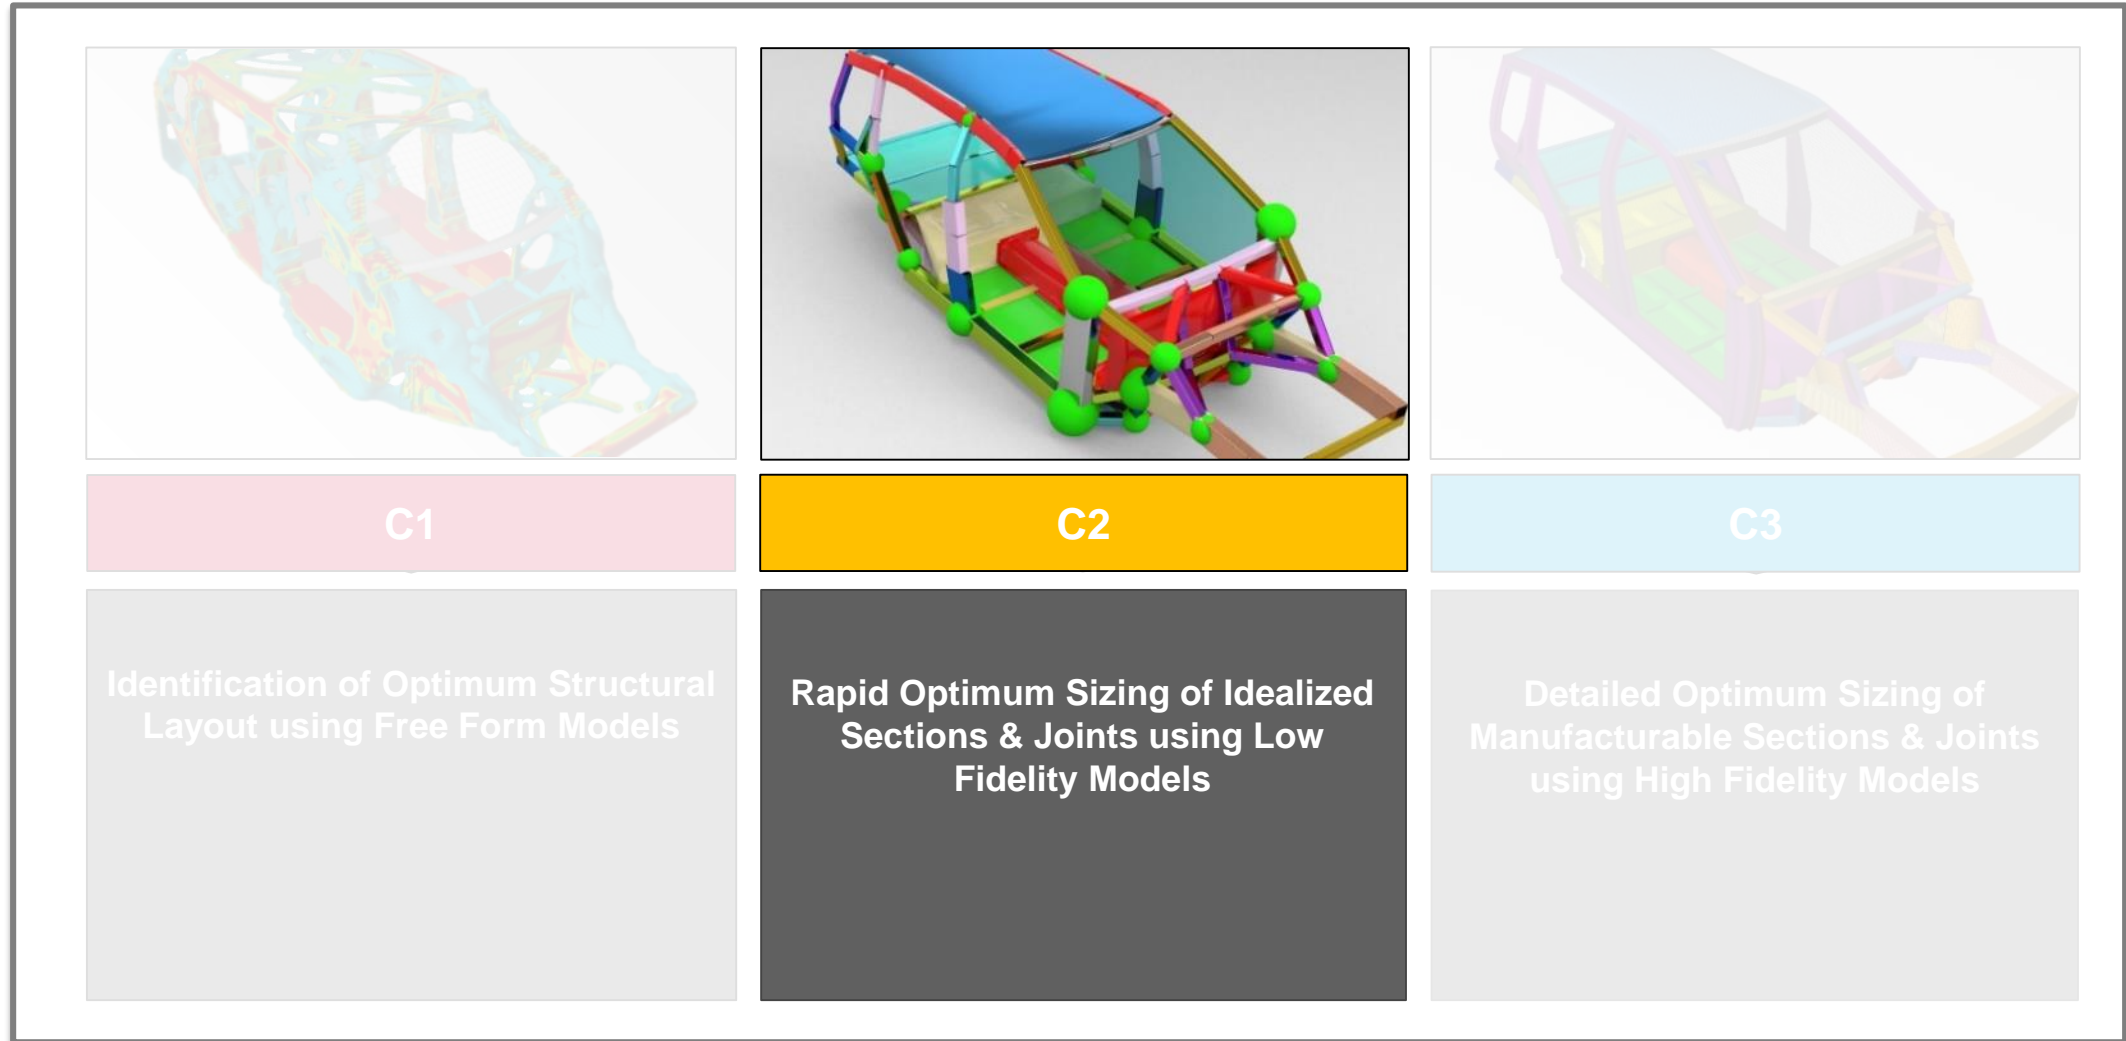 C1
C2
C3
Identification of Optimum Structural
Layout using Free Form Models
Rapid Optimum Sizing of Idealized
Sections & Joints using Low
Fidelity Models
Detailed Optimum Sizing of
Manufacturable Sections & Joints
using High Fidelity Models